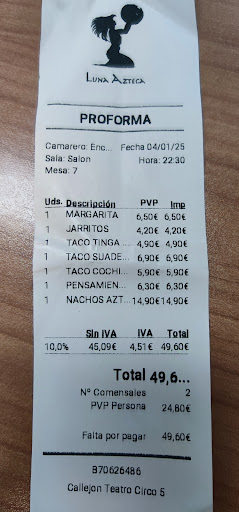 LUNA AZTECA
PROFORMA
Camarero: Enc... Fecha 04/01/25
Sala: Salon Hora: 22:30
Mesa: 7
Uds. Descripción PVP Imp
1 MARGARITA 6,50€ 6,50€
1 JARRITOS 4,20€ 4,20€
1 TACO TINGA ... 4,90€ 4,90€
1 TACO SUADE... 6,90€ 6,90€
1 TACO COCHI... 5,90€ 5,90€
1 PENSAMIEN... 6,30€ 6,30€
1 NACHOS AZT... 14,90€ 14,90€
Sin IVA IVA Total
10,0% 45,09€ 4,51€ 49,60€
Total 49,6...
Nº Comensales 2
PVP Persona 24,80€
Falta por pagar 49,60€
B70626486
Callejon Teatro Circo 5